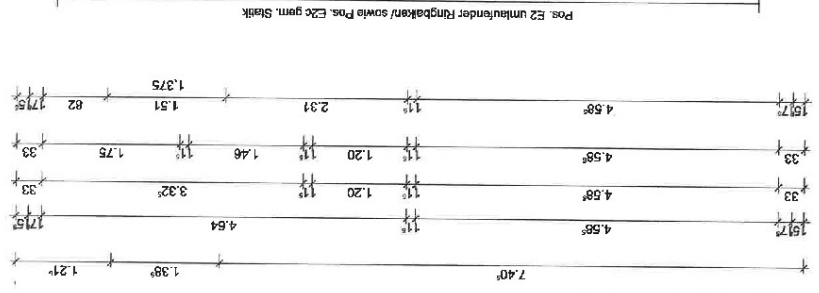 1.21⁵ 1.38⁵ 7.40⁵
4.64 11⁵ 4.58⁵
33 3.32⁵ 11⁵ 1.20 11⁵ 4.58⁵ 33
33 1.75 11⁵ 1.46 11⁵ 1.20 11⁵ 4.58⁵ 33
82 1.51 2.31 11⁵ 4.58⁵
1.375
Pos. E2 umlaufender Ringbalken/ sowie Pos. E2c gem. Statik